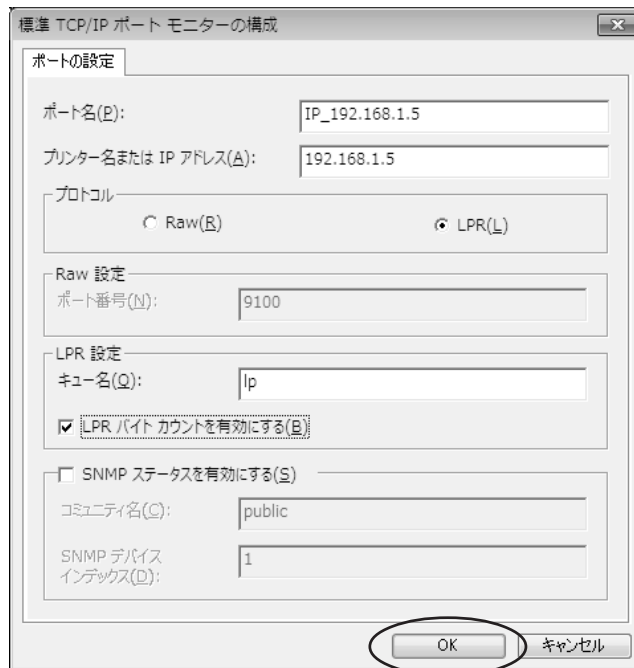 標準 TCP/IP ポート モニターの構成
ポートの設定
ポート名(P):
IP_192.168.1.5
プリンター名または IP アドレス(A):
192.168.1.5
プロトコル
Raw(R)
LPR(L)
Raw 設定
ポート番号(N):
9100
LPR 設定
キュー名(Q):
lp
LPR バイト カウントを有効にする(B)
SNMP ステータスを有効にする(S)
コミュニティ名(C):
public
SNMP デバイス
インデックス(D):
1
OK
キャンセル